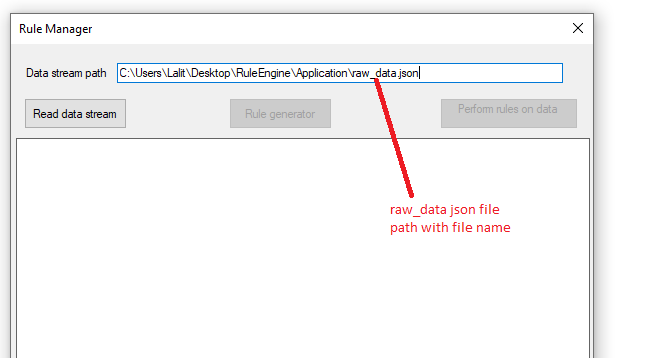 Rule Manager
Data stream path C:\Users\Lalit\Desktop\RuleEngine\Application\raw_data.json
Read data stream Rule generator Perform rules on data
raw_data json file
path with file name